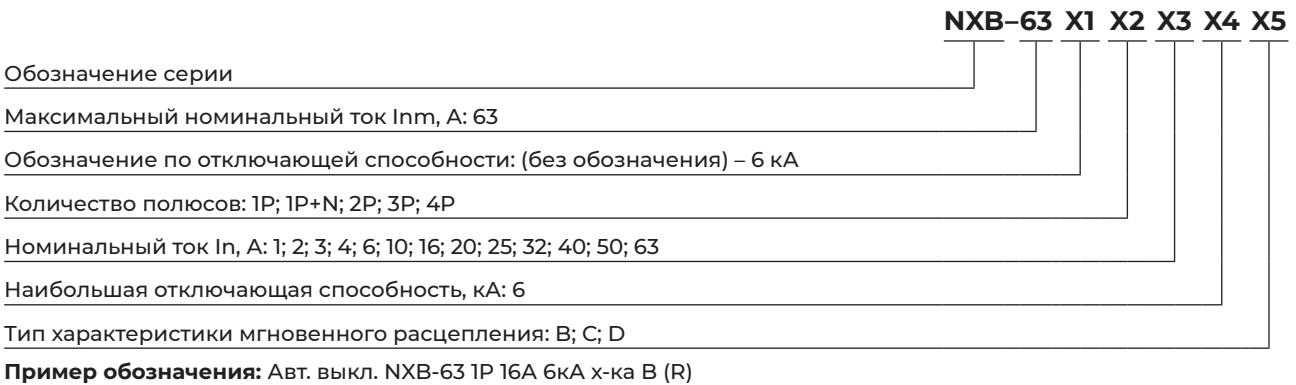 NXB–63 X1 X2 X3 X4 X5
Обозначение серии
Максимальный номинальный ток Inm, А: 63
Обозначение по отключающей способности: (без обозначения) – 6 кА
Количество полюсов: 1P; 1P+N; 2P; 3P; 4P
Номинальный ток In, А: 1; 2; 3; 4; 6; 10; 16; 20; 25; 32; 40; 50; 63
Наибольшая отключающая способность, кА: 6
Тип характеристики мгновенного расцепления: B; C; D
Пример обозначения: Авт. выкл. NXB-63 1P 16А 6кА х-ка B (R)